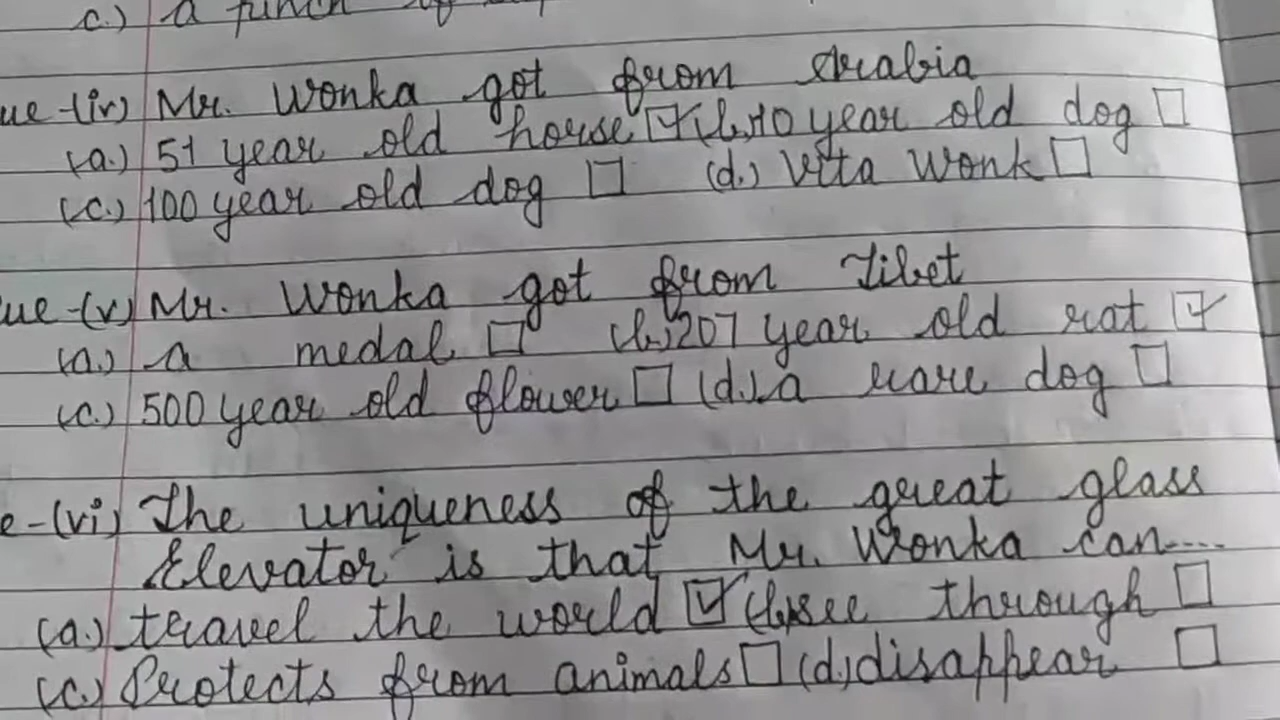 c.) a
ue-(iv) Mr. Wonka got from Arabia
(a.) 51 year old house ☑ (b.) 10 year old dog ☐
(c.) 100 year old dog ☐ (d.) Vita Wonk ☐
ue-(v) Mr. Wonka got from Tibet
(a.) a medal ☐ (b.) 207 year old rat ☑
(c.) 500 year old flower ☐ (d.) a rare dog ☐
e-(vi) The uniqueness of the great glass
Elevator is that Mr. Wonka can....
(a.) travel the world ☑ (b.) see through ☐
(c.) Protects from animals ☐ (d.) disappear ☐